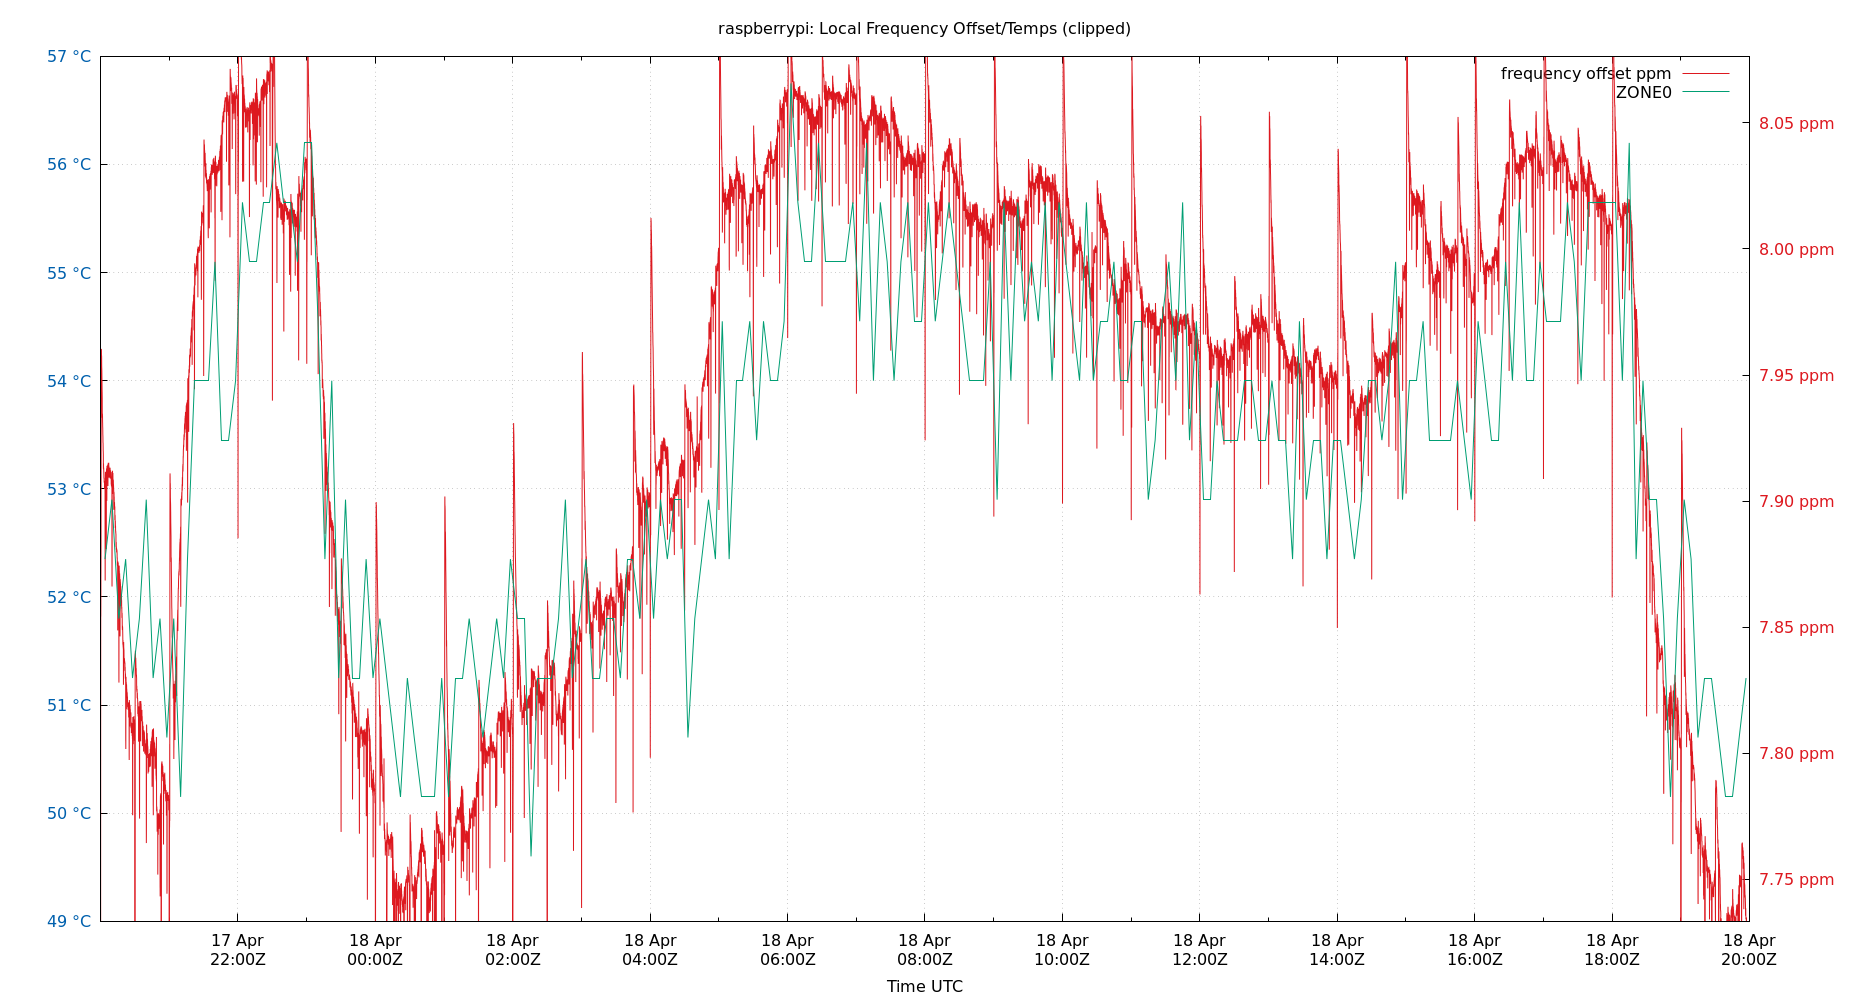 raspberrypi: Local Frequency Offset/Temps (clipped)
57 °C
56 °C
55 °C
54 °C
53 °C
52 °C
51 °C
50 °C
49 °C
frequency offset ppm
ZONE0
8.05 ppm
8.00 ppm
7.95 ppm
7.90 ppm
7.85 ppm
7.80 ppm
7.75 ppm
17 Apr 18 Apr 18 Apr 18 Apr 18 Apr 18 Apr 18 Apr 18 Apr 18 Apr 18 Apr 18 Apr 18 Apr
22:00Z 00:00Z 02:00Z 04:00Z 06:00Z 08:00Z 10:00Z 12:00Z 14:00Z 16:00Z 18:00Z 20:00Z
Time UTC